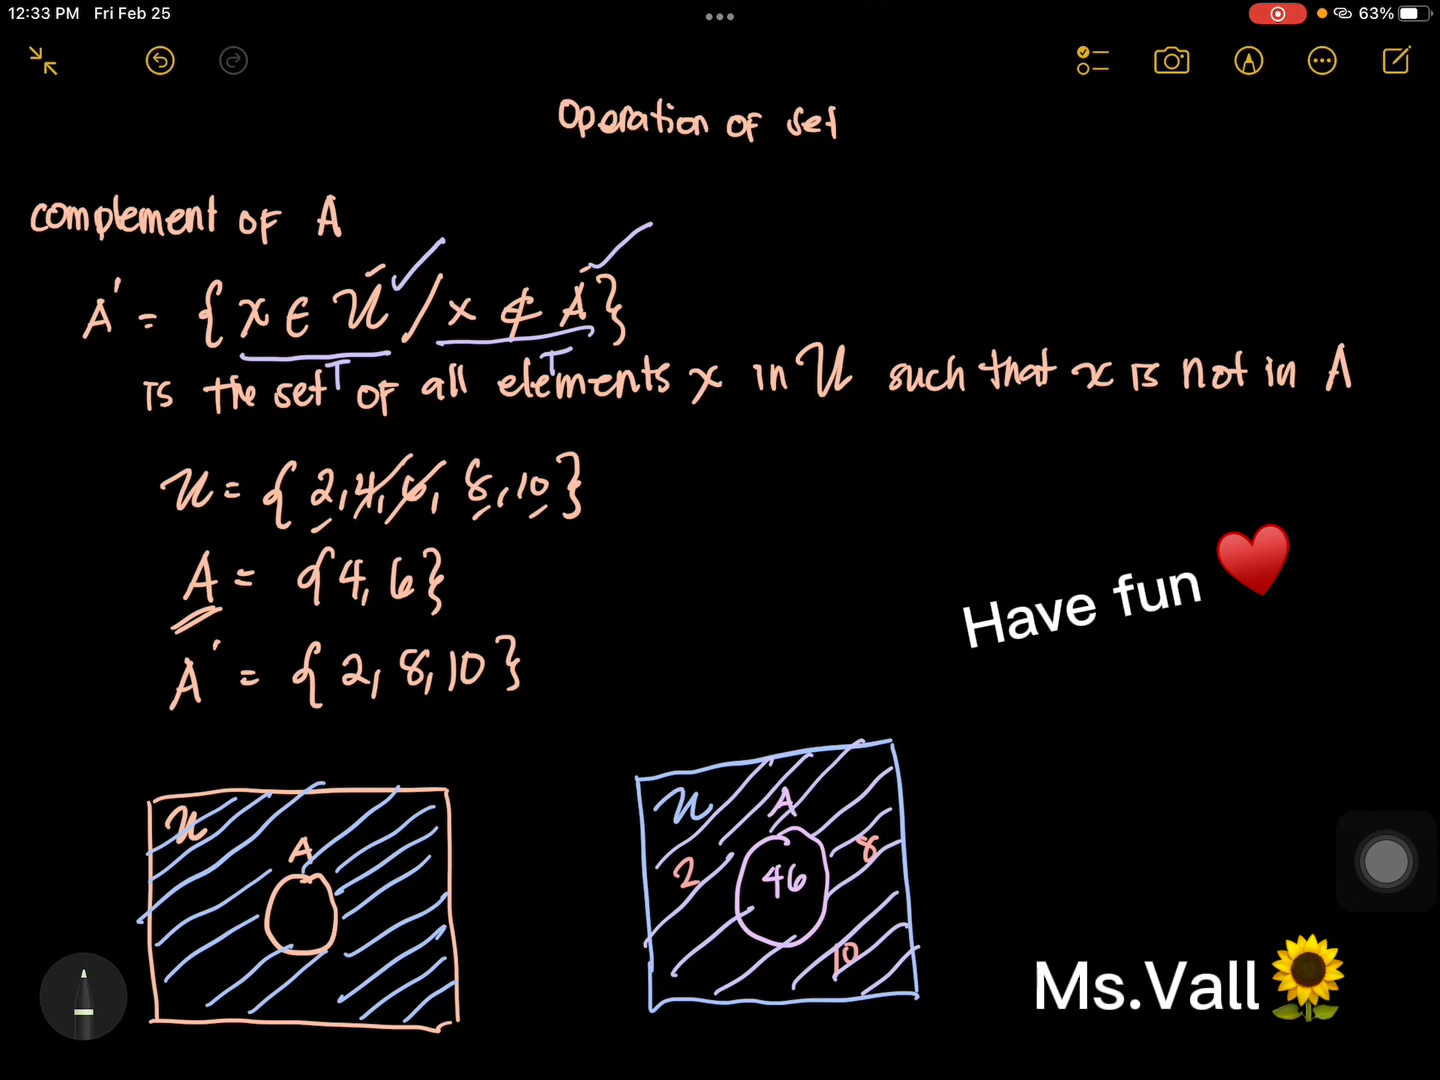 12:33 PM Fri Feb 25
63%
Operation of set
complement of A
A' = {x ∈ U / x ∉ A}
T T
is the set of all elements x in U such that x is not in A
U = {2, 4, 6, 8, 10}
A = {4, 6}
A' = {2, 8, 10}
Have fun ♥
U
A
U
A
2
46
8
10
Ms.Vall🌻